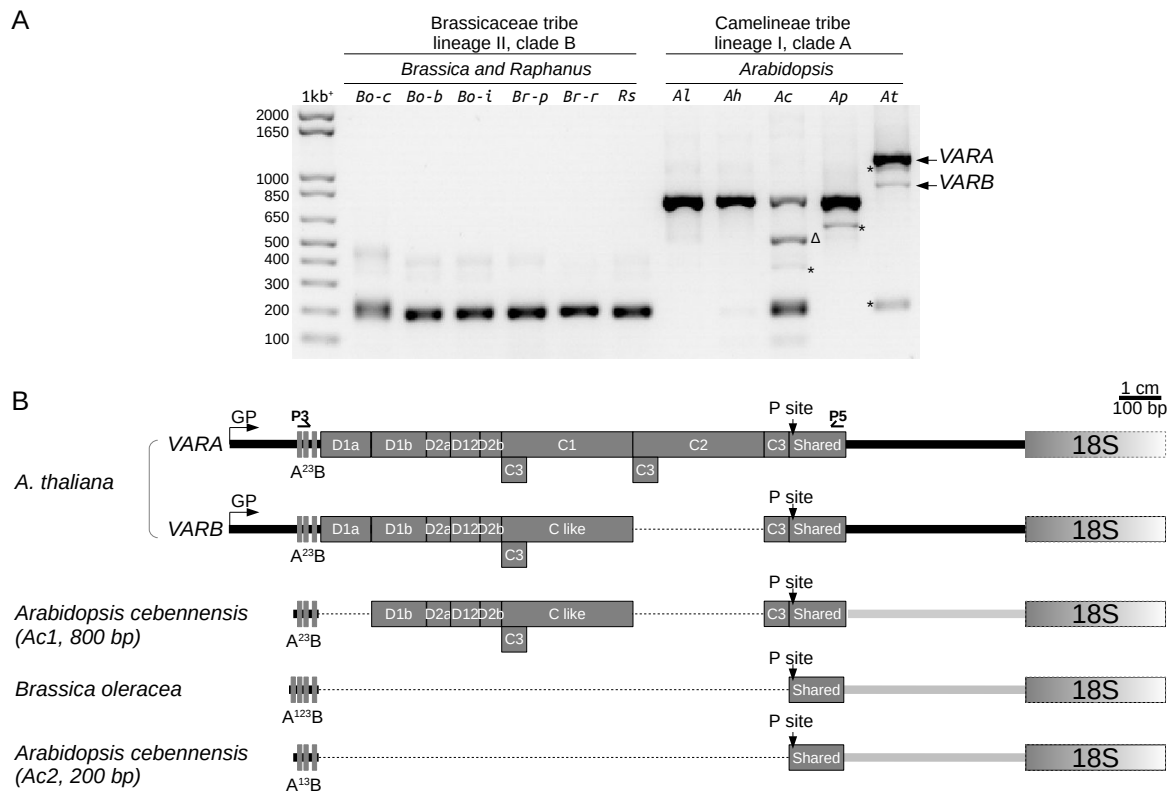 A
Brassicaceae tribe
lineage II, clade B
Camelineae tribe
lineage I, clade A
Brassica and Raphanus
Arabidopsis
1kb+ Bo-c Bo-b Bo-i Br-p Br-r Rs Al Ah Ac Ap At
2000
1650
1000
850
650
500
400
300
200
100
VARA
*
VARB
*
Δ
*
*
B
1 cm
100 bp
GP P3 P site P5
VARA D1a D1b D2a D12 D2b C1 C2 C3 Shared 18S
A23B C3 C3
A. thaliana
GP P site
VARB D1a D1b D2a D12 D2b C like C3 Shared 18S
A23B C3
P site
Arabidopsis cebennensis D1b D2a D12 D2b C like C3 Shared 18S
(Ac1, 800 bp) A23B C3
P site
Brassica oleracea Shared 18S
A123B
P site
Arabidopsis cebennensis Shared 18S
(Ac2, 200 bp) A13B